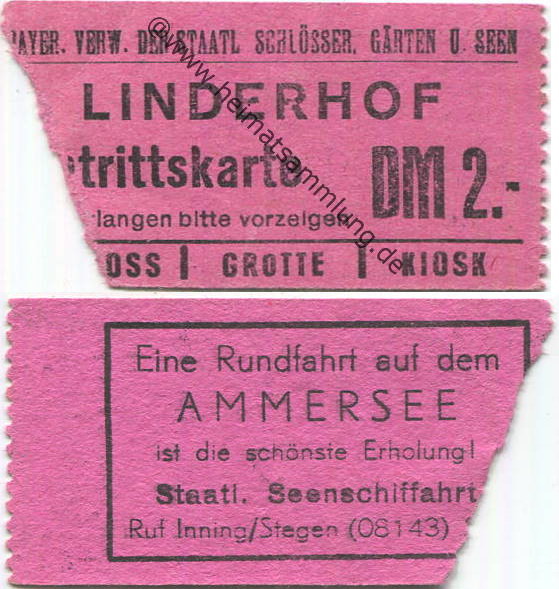 BAYER. VERW. DER STAATL SCHLÖSSER, GÄRTEN U. SEEN
LINDERHOF
trittskarte DM 2.-
langen bitte vorzeigen
OSS | GROTTE | KIOSK
©www.heimatsammlung.de
Eine Rundfahrt auf dem
AMMERSEE
ist die schönste Erholung!
Staatl. Seenschiffahrt
Ruf Inning/Stegen (08143)